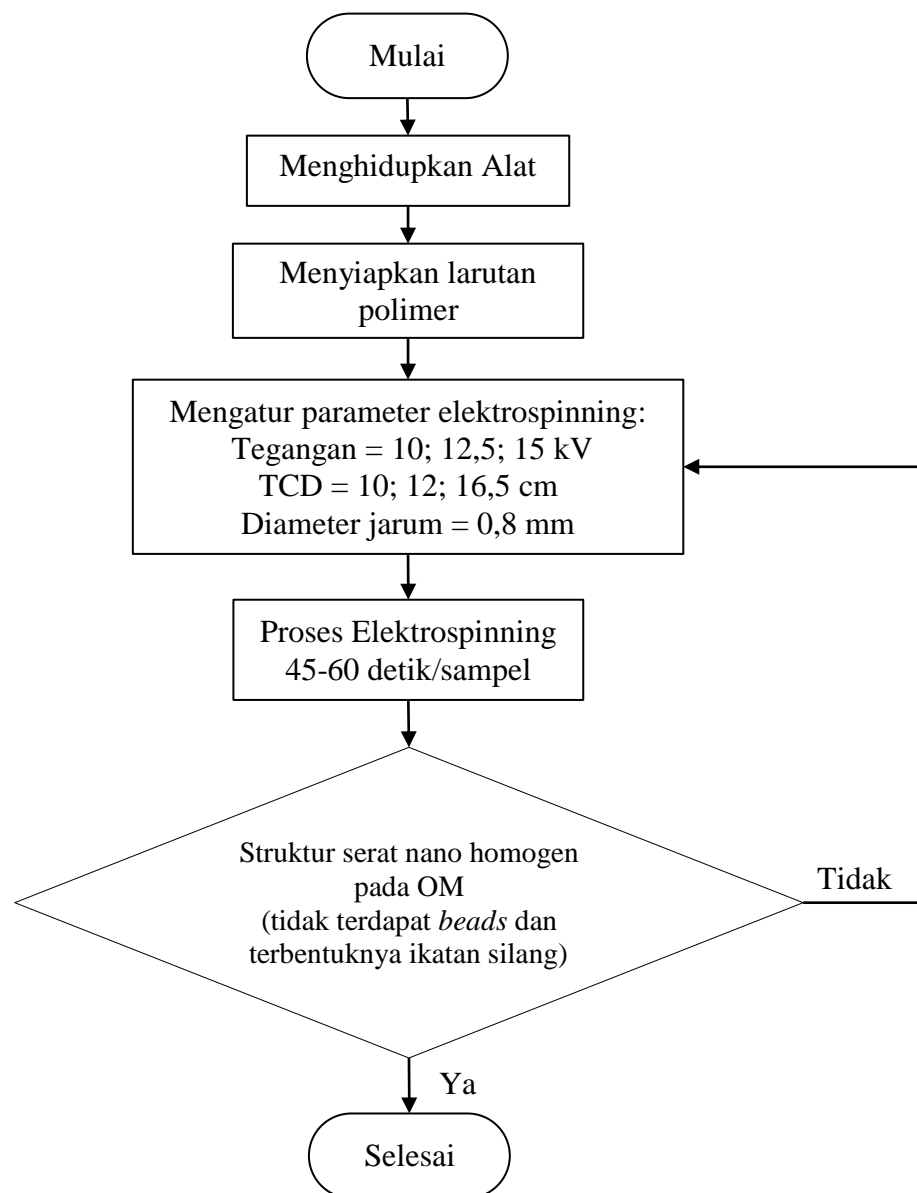 Mulai
Menghidupkan Alat
Menyiapkan larutan
polimer
Mengatur parameter elektrospinning:
Tegangan = 10; 12,5; 15 kV
TCD = 10; 12; 16,5 cm
Diameter jarum = 0,8 mm
Proses Elektrospinning
45-60 detik/sampel
Struktur serat nano homogen
pada OM
(tidak terdapat beads dan
terbentuknya ikatan silang)
Tidak
Ya
Selesai